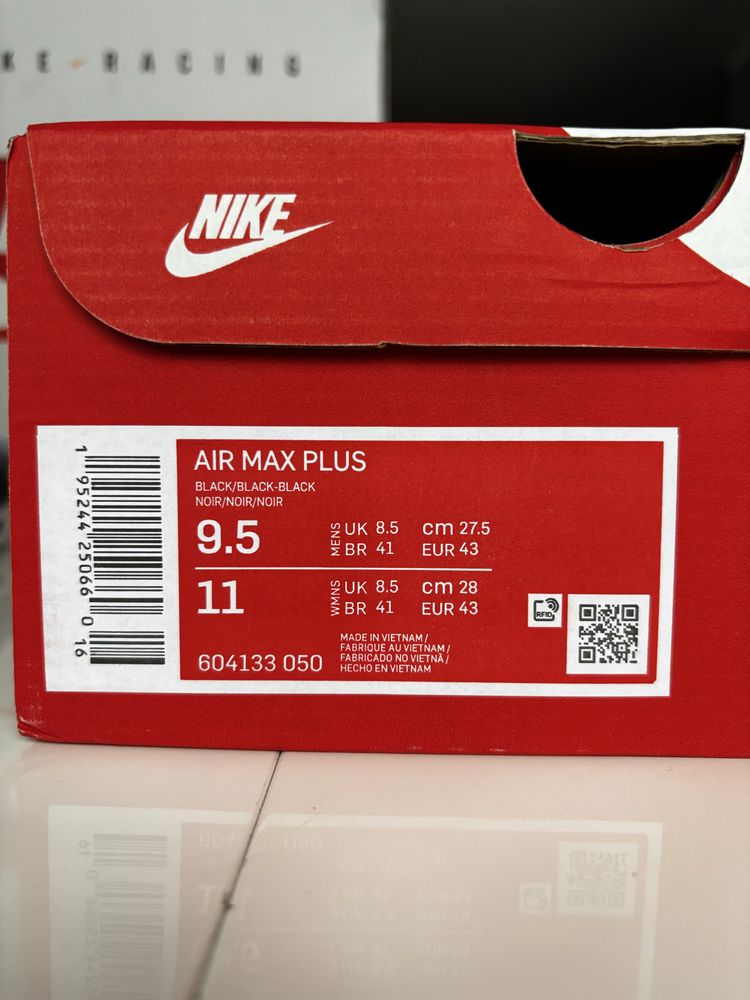 KE-RACING
NIKE
AIR MAX PLUS
BLACK/BLACK-BLACK
NOIR/NOIR/NOIR
9.5
MENS
UK 8.5 cm 27.5
BR 41 EUR 43
11
WMNS
UK 8.5 cm 28
BR 41 EUR 43
604133 050
MADE IN VIETNAM /
FABRIQUE AU VIETNAM /
FABRICADO NO VIETNÃ /
HECHO EN VIETNAM
RFID
1 95244 25066 0 16